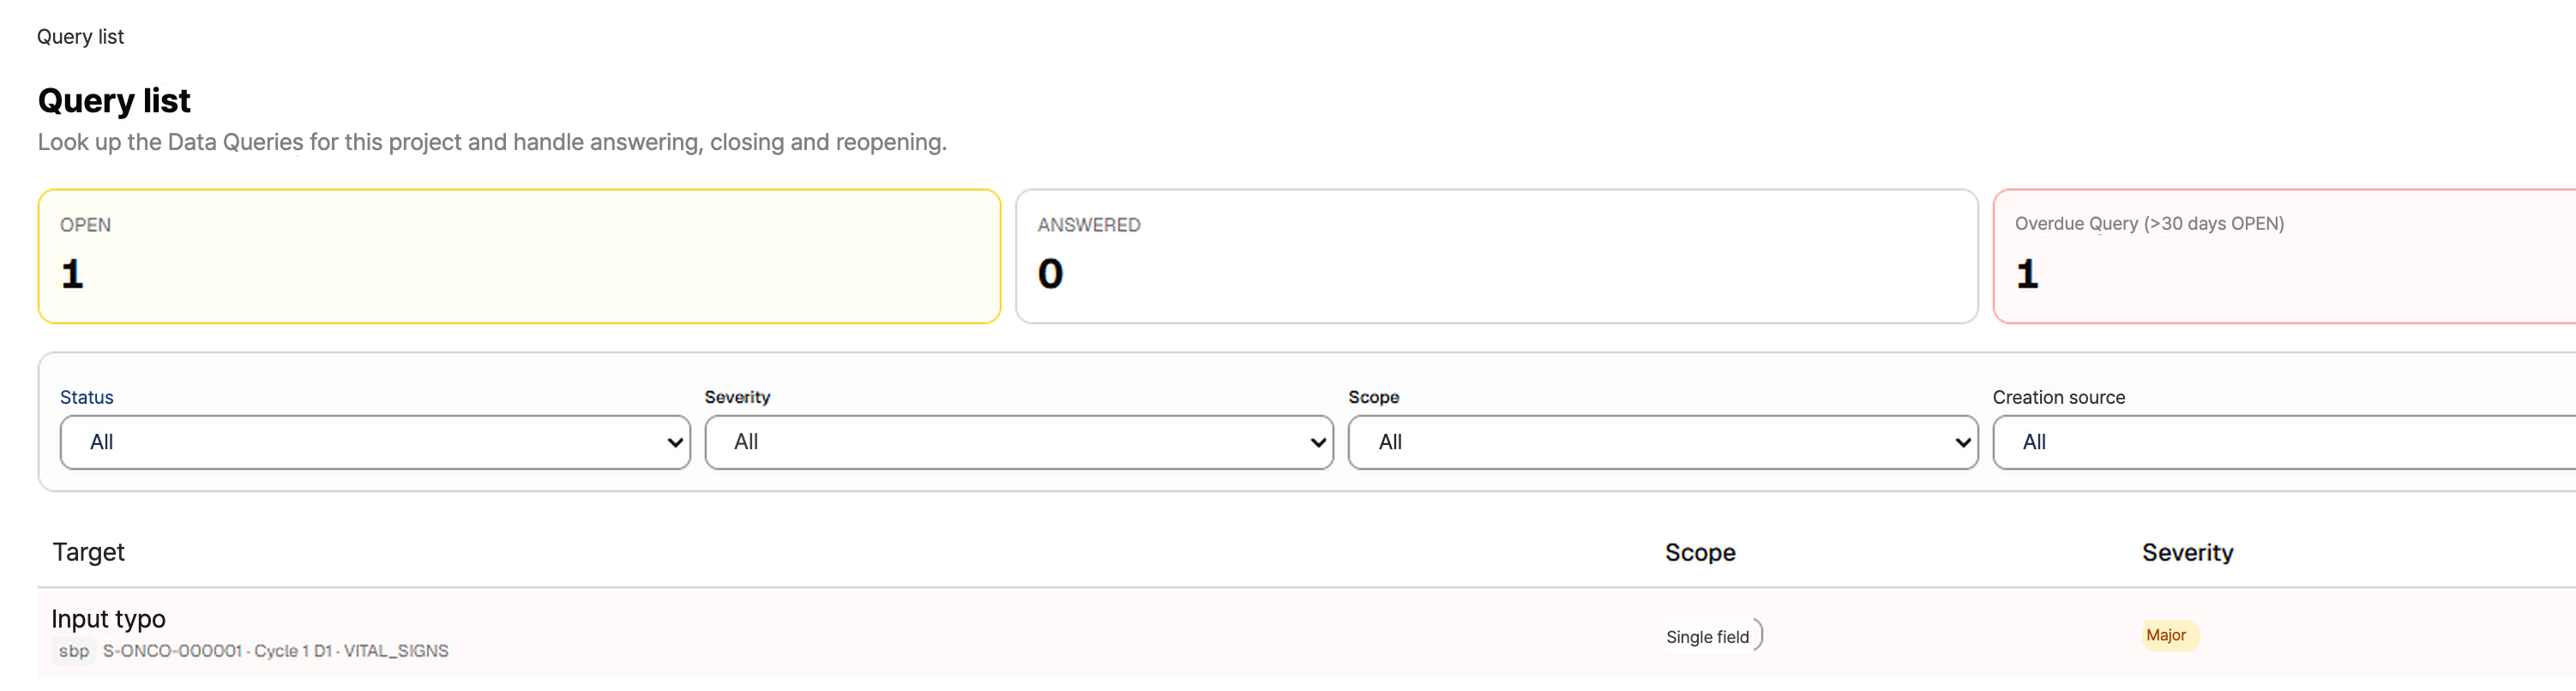 Query list
Query list
Look up the Data Queries for this project and handle answering, closing and reopening.
OPEN
1
ANSWERED
0
Overdue Query (>30 days OPEN)
1
Status
All
Severity
All
Scope
All
Creation source
All
Target
Scope
Severity
Input typo
sbp S-ONCO-000001 · Cycle 1 D1 · VITAL_SIGNS
Single field
Major